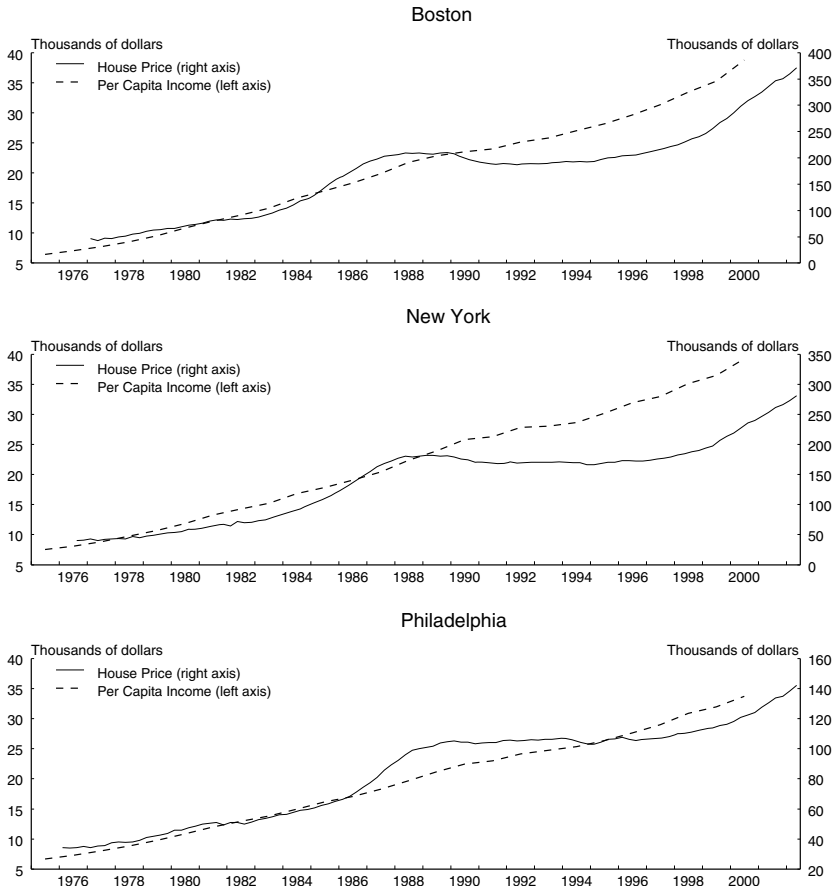 Boston
Thousands of dollars Thousands of dollars
40 400
House Price (right axis)
Per Capita Income (left axis)
35 350
30 300
25 250
20 200
15 150
10 100
50
5 0
1976 1978 1980 1982 1984 1986 1988 1990 1992 1994 1996 1998 2000
New York
Thousands of dollars Thousands of dollars
40 350
House Price (right axis)
Per Capita Income (left axis)
35 300
30 250
25 200
20 150
15 100
10 50
5 0
1976 1978 1980 1982 1984 1986 1988 1990 1992 1994 1996 1998 2000
Philadelphia
Thousands of dollars Thousands of dollars
40 160
House Price (right axis)
Per Capita Income (left axis)
35 140
30 120
25 100
20 80
15 60
10 40
5 20
1976 1978 1980 1982 1984 1986 1988 1990 1992 1994 1996 1998 2000